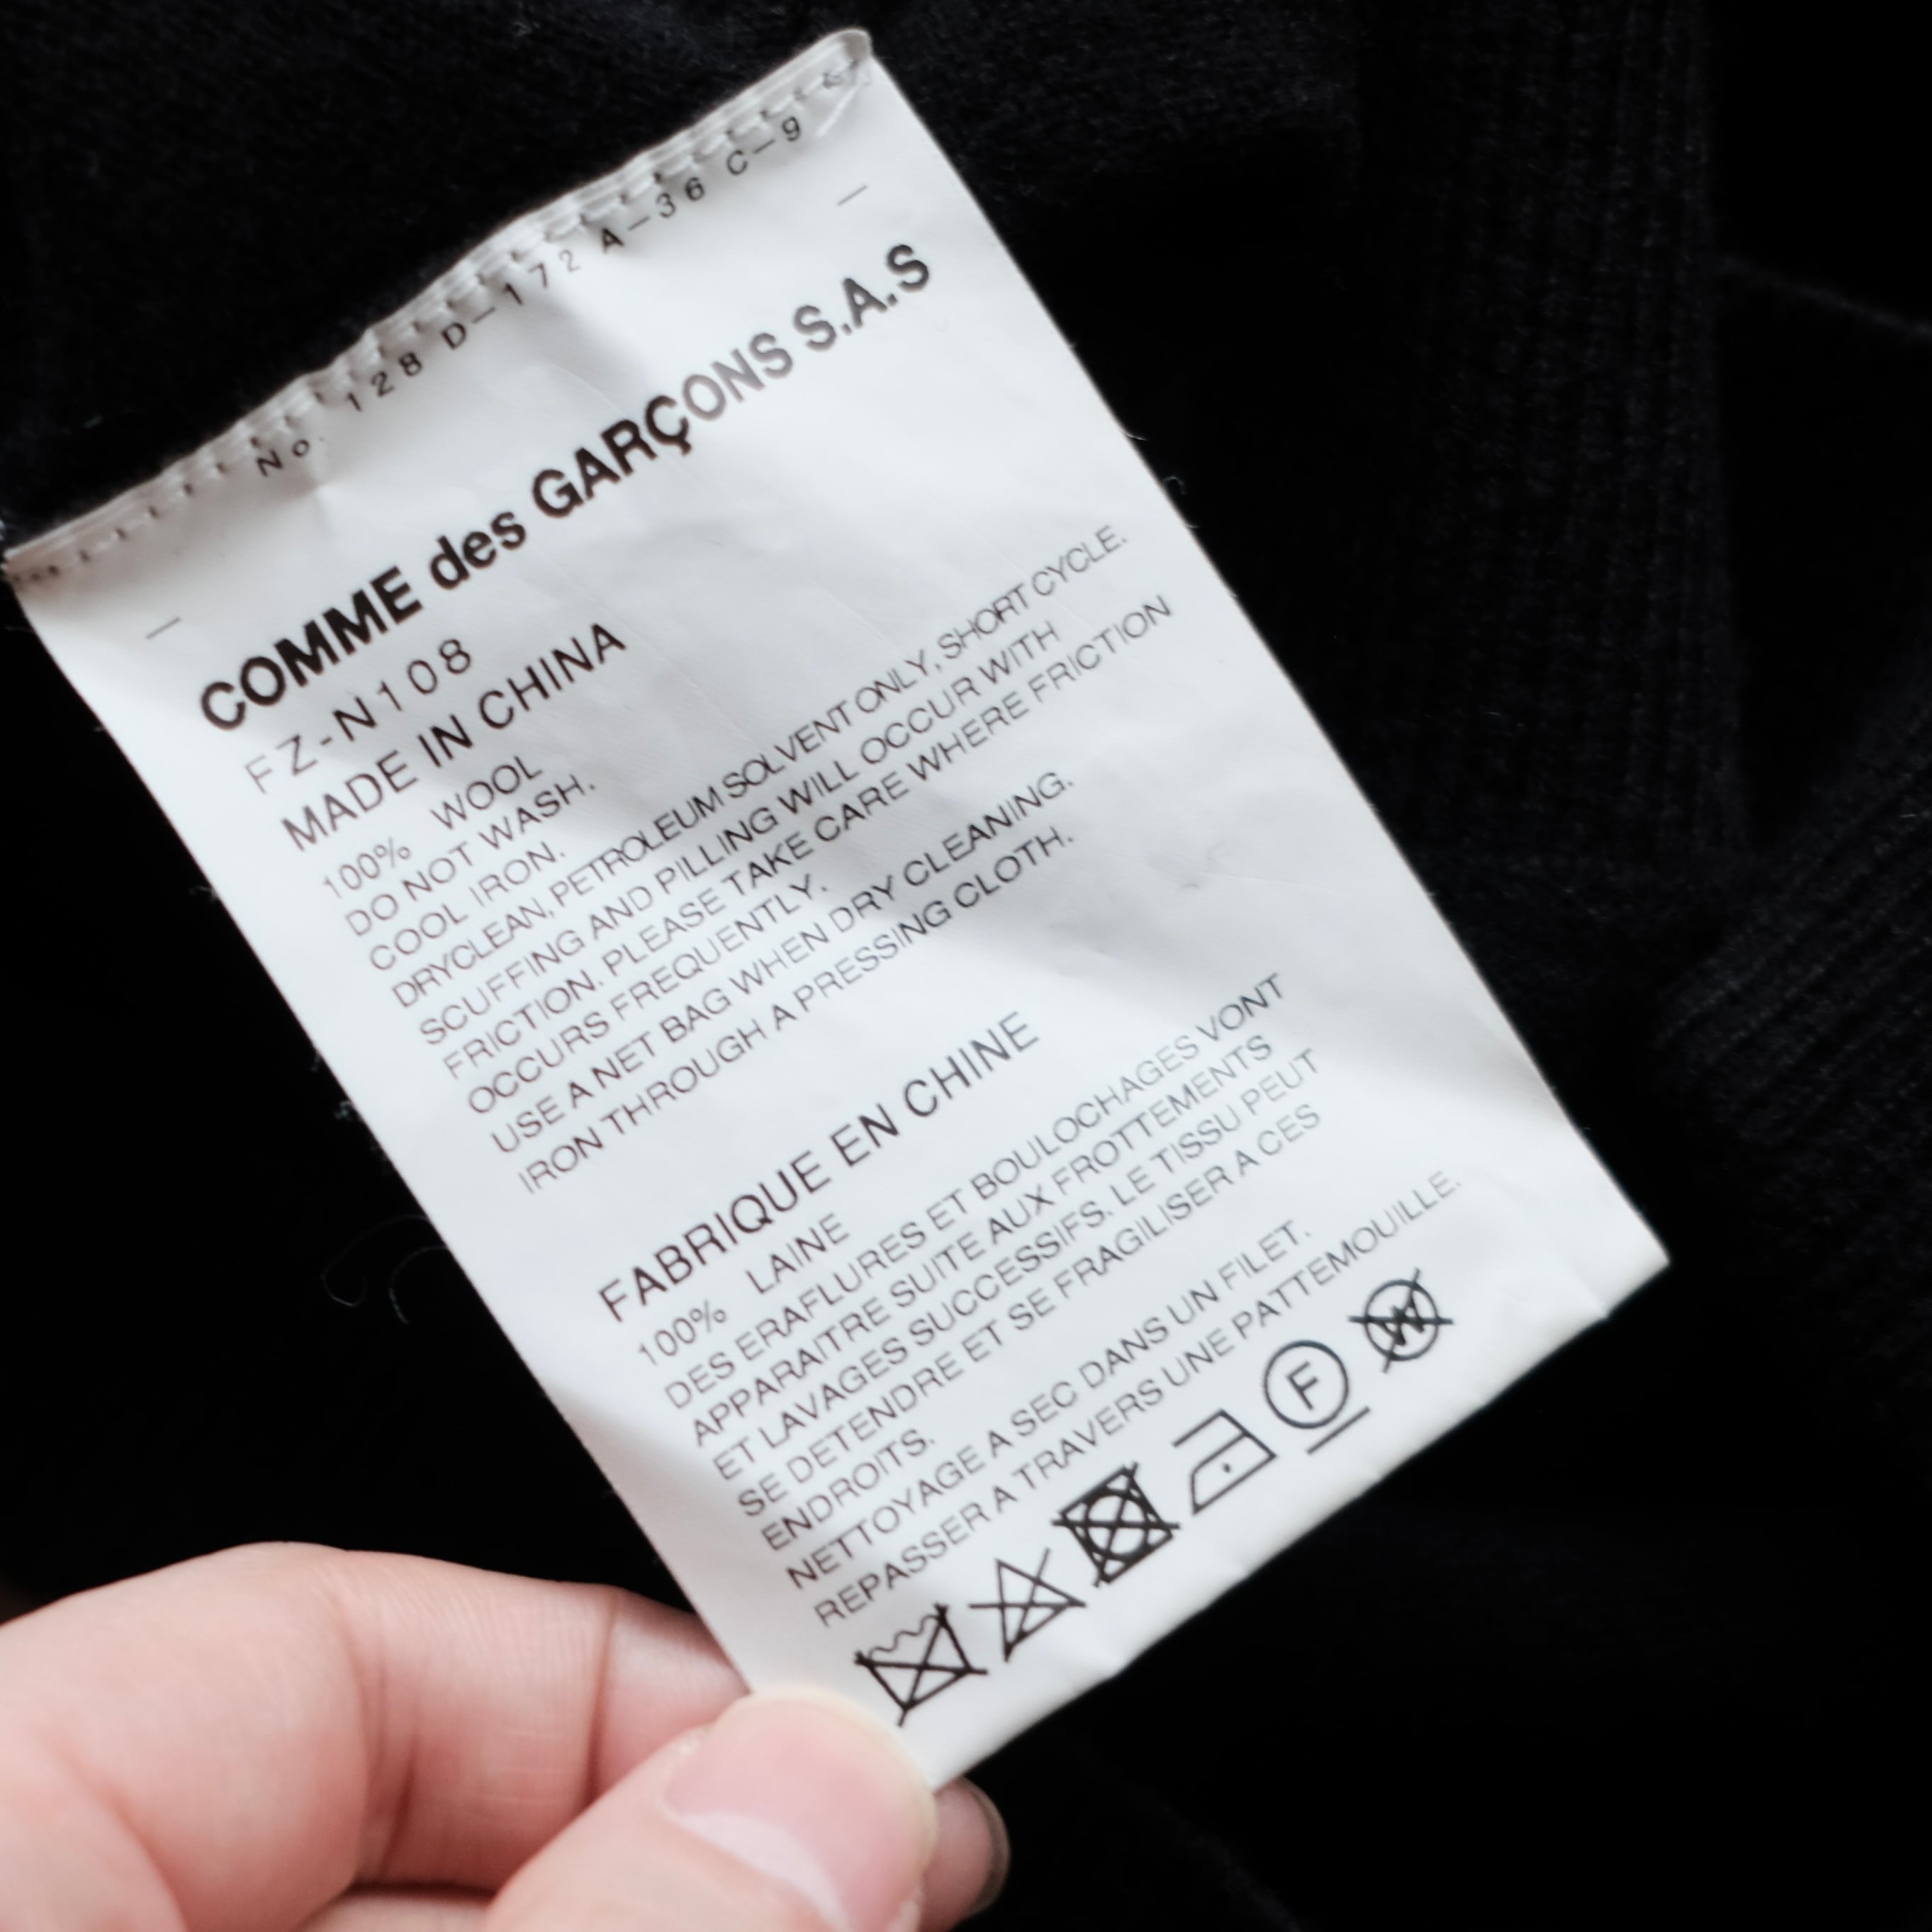 No. 128 D-172 A-36 C-9
COMME des GARÇONS S.A.S
FZ-N108
MADE IN CHINA
100% WOOL
DO NOT WASH.
COOL IRON.
DRYCLEAN, PETROLEUM SOLVENT ONLY, SHORT CYCLE.
SCUFFING AND PILLING WILL OCCUR WITH
FRICTION. PLEASE TAKE CARE WHERE FRICTION
OCCURS FREQUENTLY.
USE A NET BAG WHEN DRY CLEANING.
IRON THROUGH A PRESSING CLOTH.
FABRIQUE EN CHINE
100% LAINE
DES ERAFLURES ET BOULOCHAGES VONT
APPARAITRE SUITE AUX FROTTEMENTS
ET LAVAGES SUCCESSIFS. LE TISSU PEUT
SE DETENDRE ET SE FRAGILISER A CES
ENDROITS.
NETTOYAGE A SEC DANS UN FILET.
REPASSER A TRAVERS UNE PATTEMOUILLE.
F W